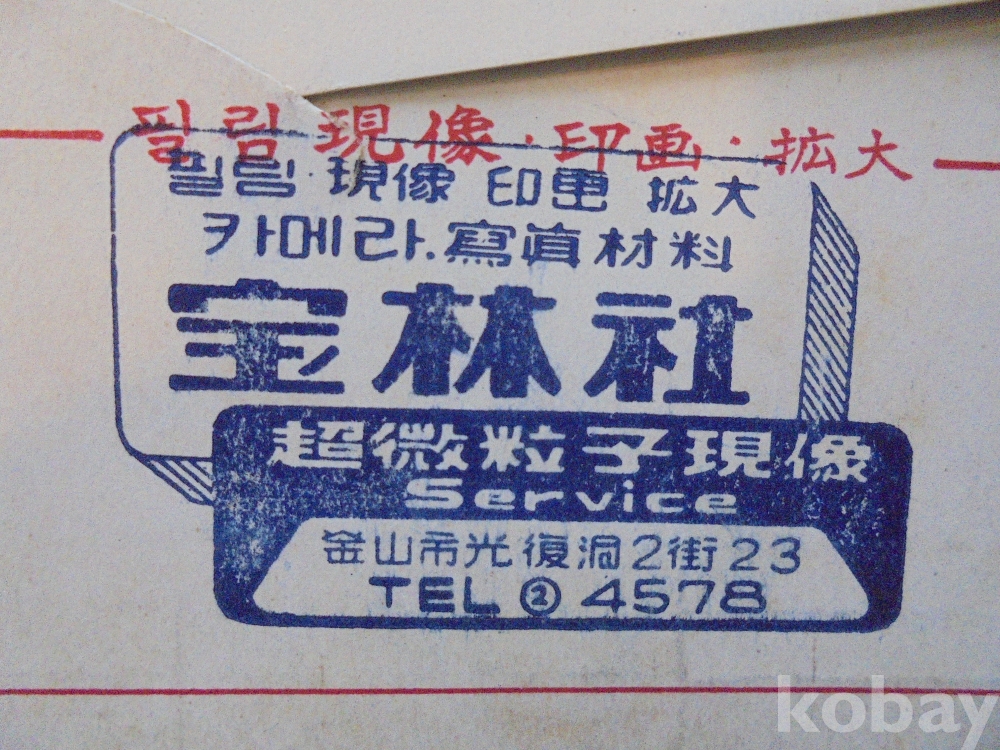 필림 現像·印画·拡大
필림 現像 印画 拡大
카메라.寫眞材料
宝林社
超微粒子現像
Service
釜山市光復洞2街23
TEL ② 4578
kobay